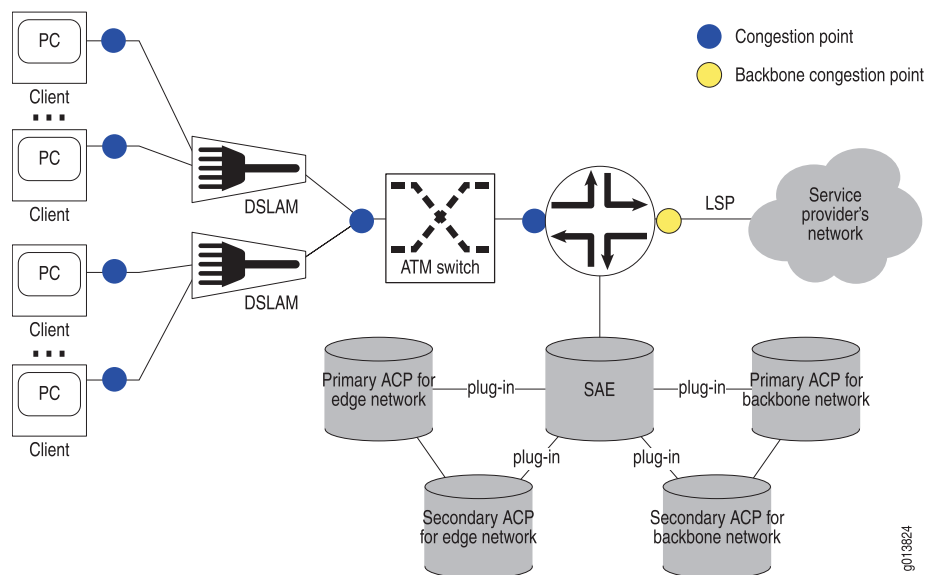 PC
Client
...
PC
Client
PC
Client
...
PC
Client
DSLAM
DSLAM
ATM switch
Congestion point
Backbone congestion point
LSP
Service
provider's
network
Primary ACP for
edge network
plug-in
SAE
plug-in
Primary ACP for
backbone network
plug-in
plug-in
Secondary ACP
for edge network
Secondary ACP for
backbone network
g013824